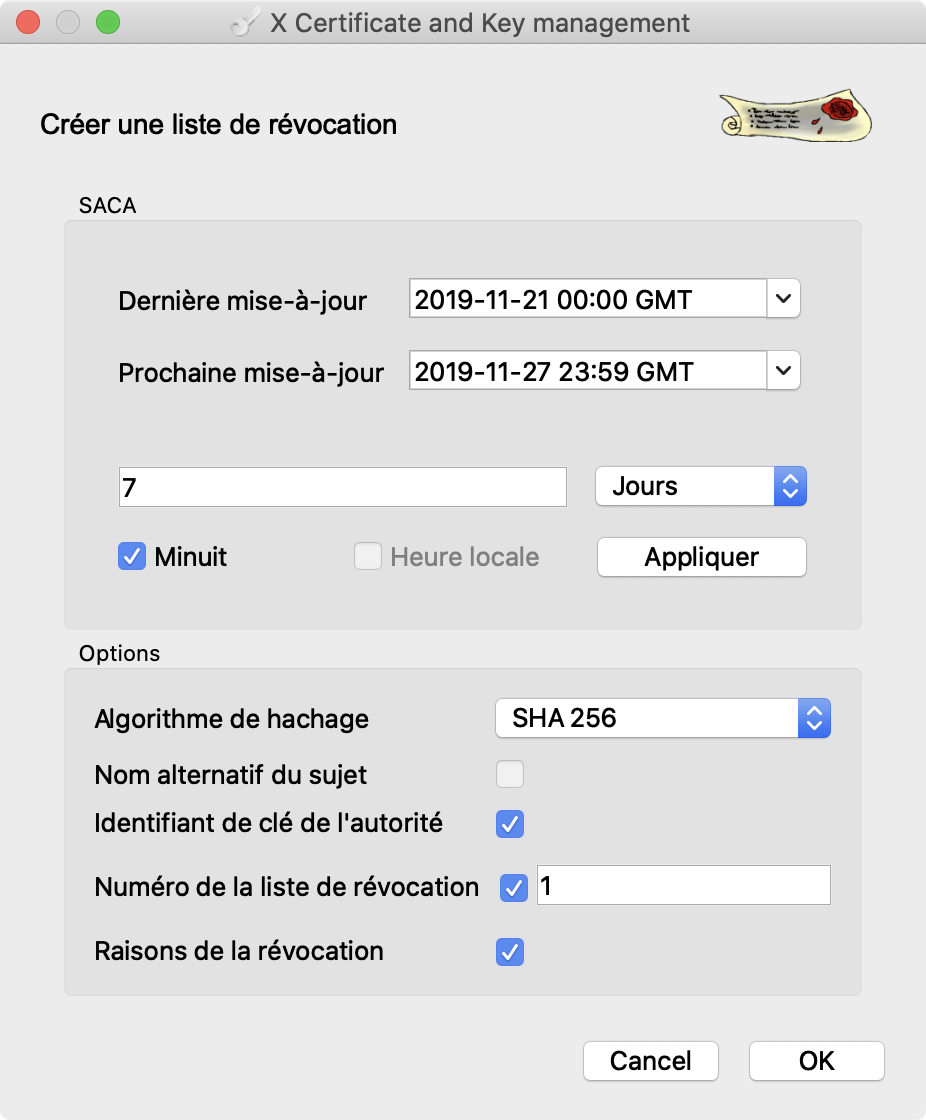 X Certificate and Key management
Créer une liste de révocation
SACA
Dernière mise-à-jour 2019-11-21 00:00 GMT
Prochaine mise-à-jour 2019-11-27 23:59 GMT
7 Jours
Minuit Heure locale Appliquer
Options
Algorithme de hachage SHA 256
Nom alternatif du sujet
Identifiant de clé de l'autorité
Numéro de la liste de révocation 1
Raisons de la révocation
Cancel OK